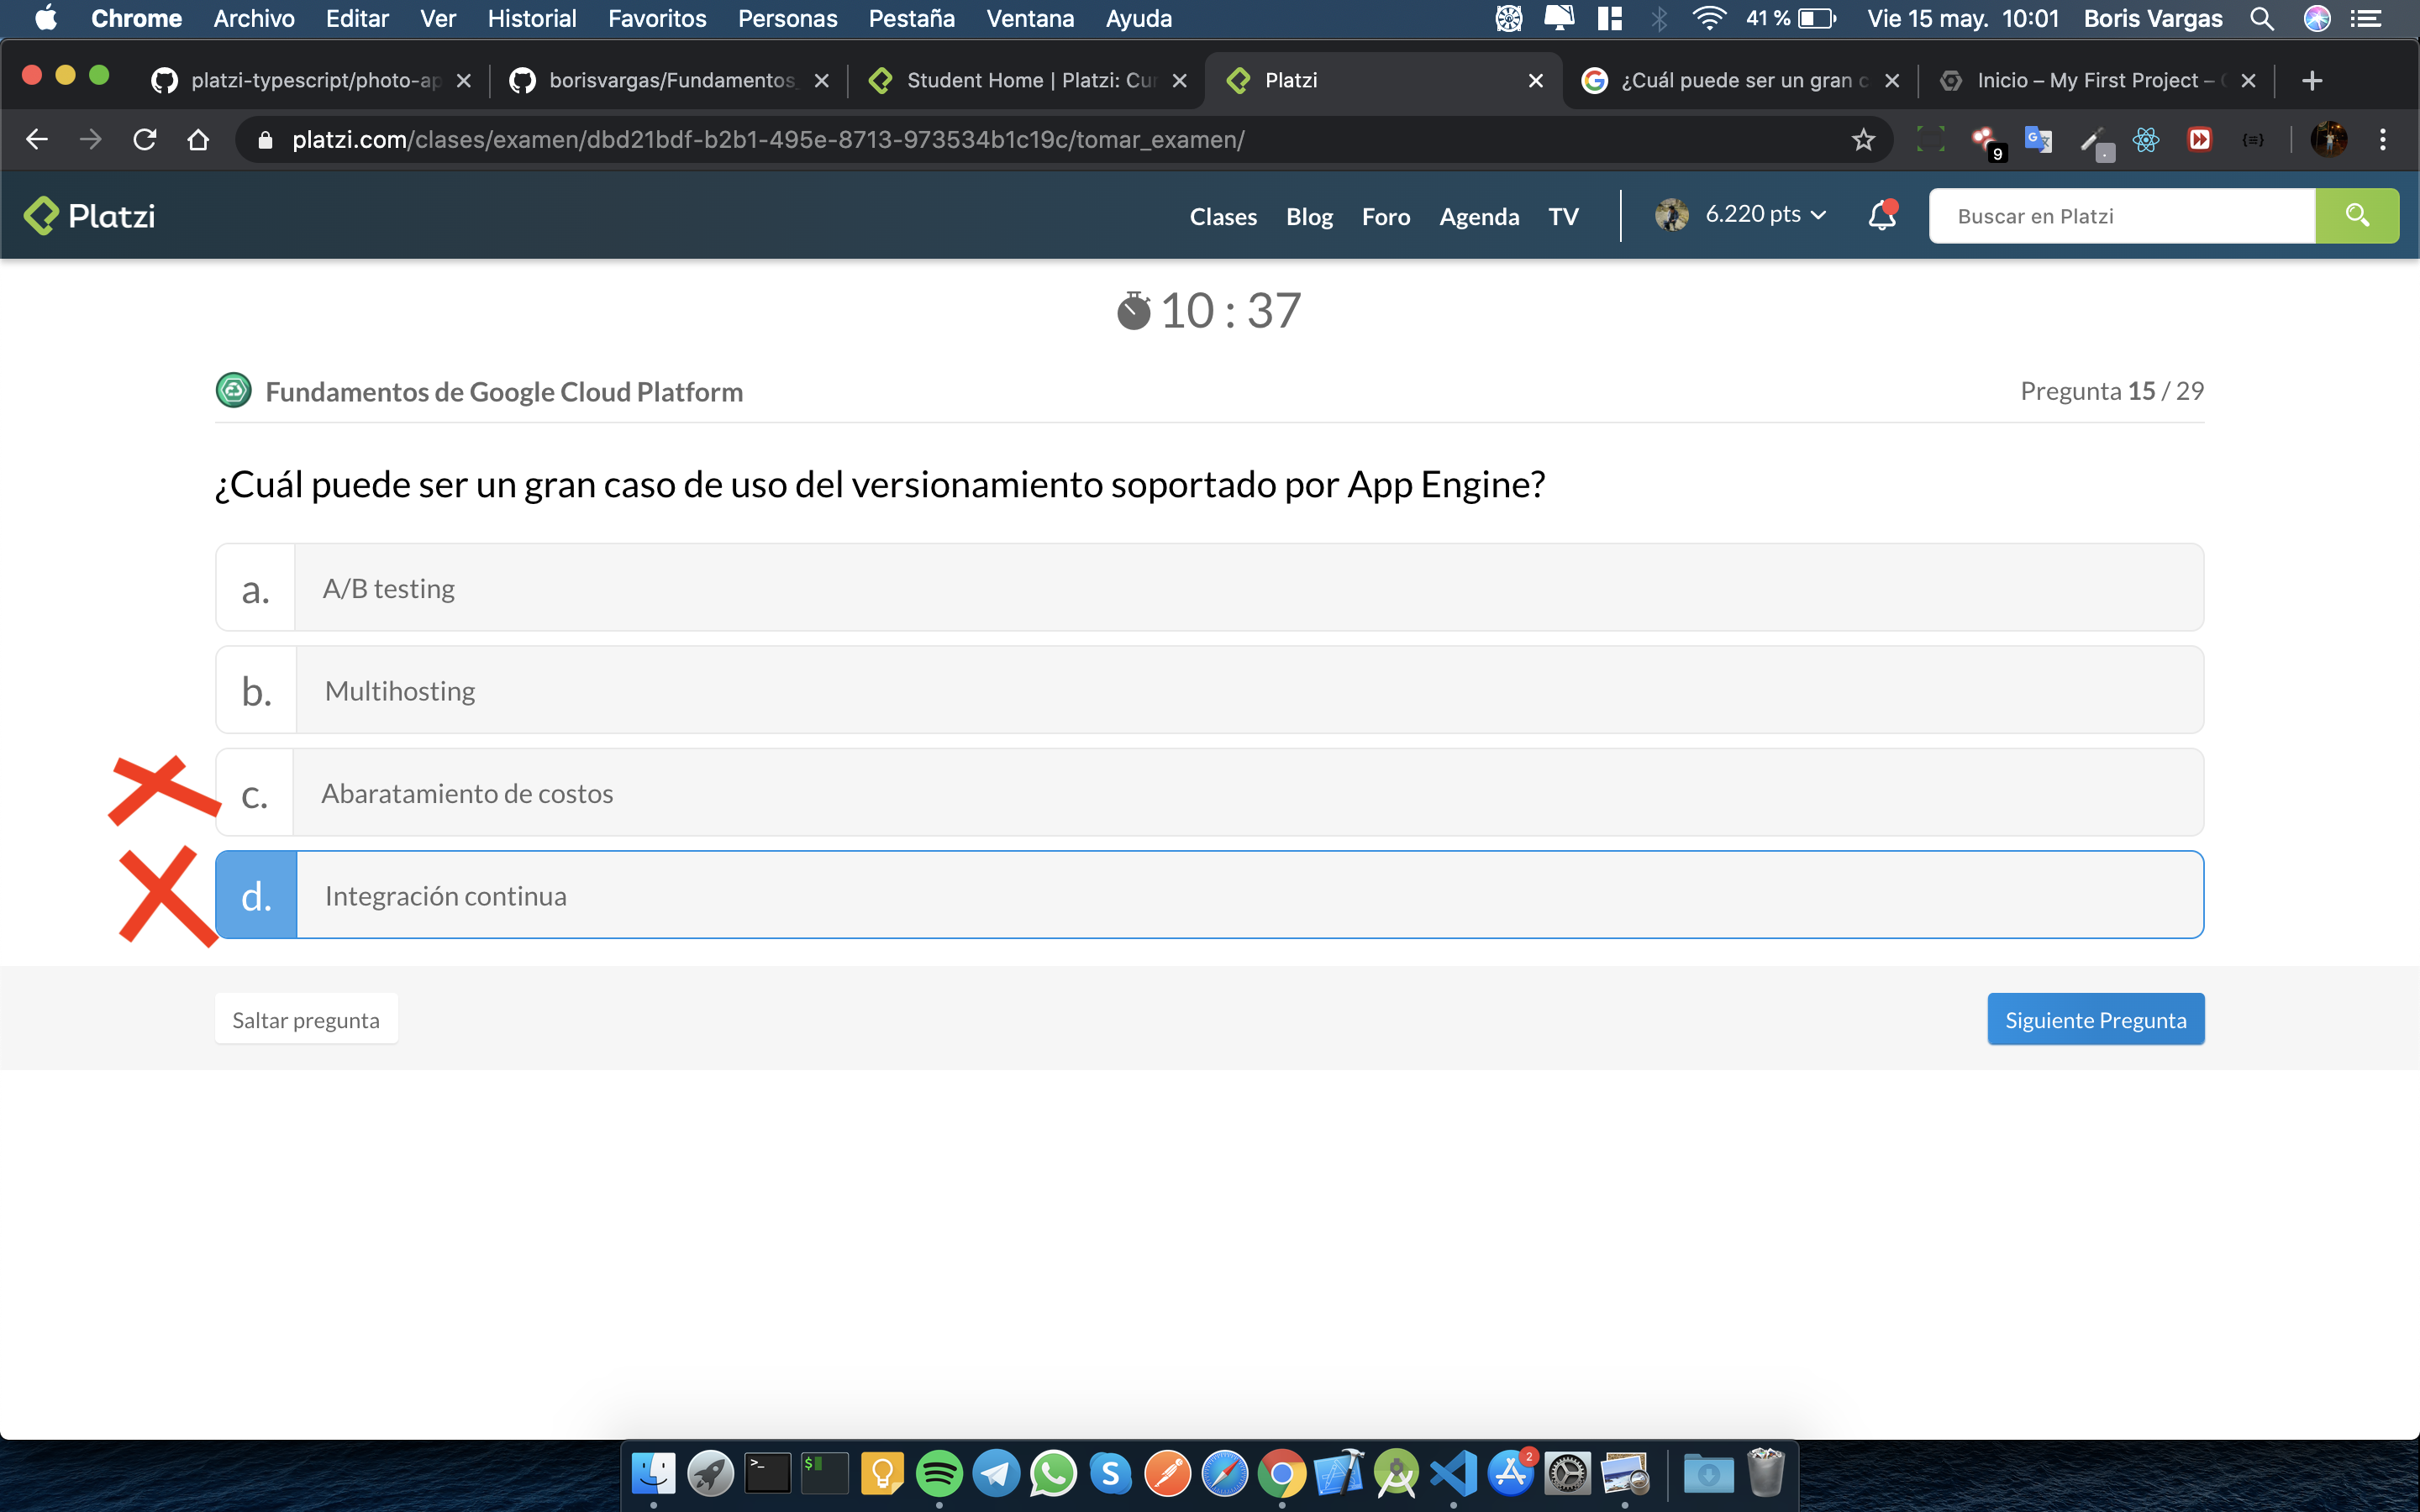 Chrome Archivo Editar Ver Historial Favoritos Personas Pestaña Ventana Ayuda 41 % Vie 15 may. 10:01 Boris Vargas
platzi-typescript/photo-ap borisvargas/Fundamentos_ Student Home | Platzi: Cur Platzi ¿Cuál puede ser un gran c Inicio – My First Project –
platzi.com/clases/examen/dbd21bdf-b2b1-495e-8713-973534b1c19c/tomar_examen/ 9
Platzi Clases Blog Foro Agenda TV 6.220 pts Buscar en Platzi
10 : 37
Fundamentos de Google Cloud Platform Pregunta 15 / 29
¿Cuál puede ser un gran caso de uso del versionamiento soportado por App Engine?
a. A/B testing
b. Multihosting
c. Abaratamiento de costos
d. Integración continua
Saltar pregunta Siguiente Pregunta
2